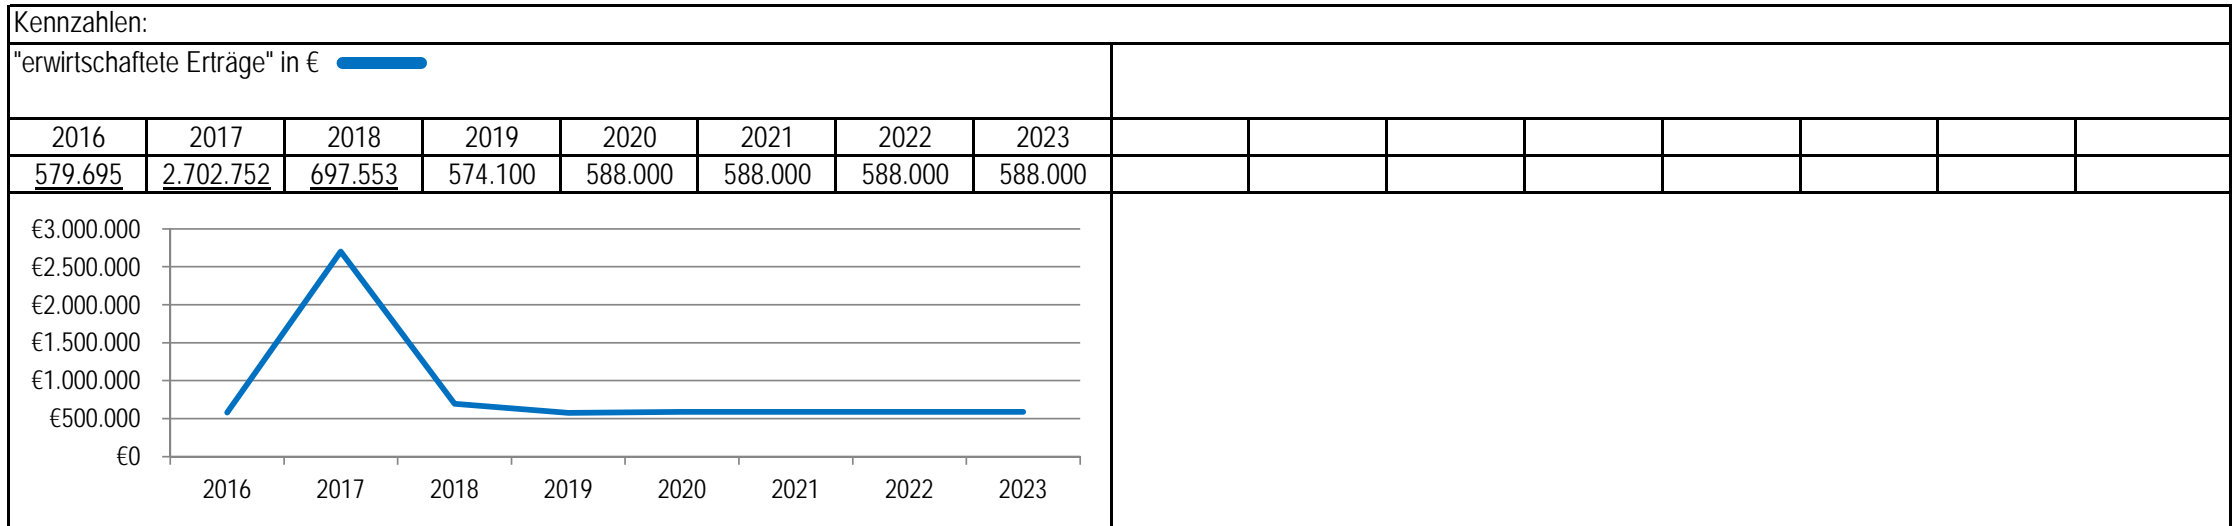 Kennzahlen:
"erwirtschaftete Erträge" in €
2016 2017 2018 2019 2020 2021 2022 2023
579.695 2.702.752 697.553 574.100 588.000 588.000 588.000 588.000
€3.000.000
€2.500.000
€2.000.000
€1.500.000
€1.000.000
€500.000
€0
2016 2017 2018 2019 2020 2021 2022 2023